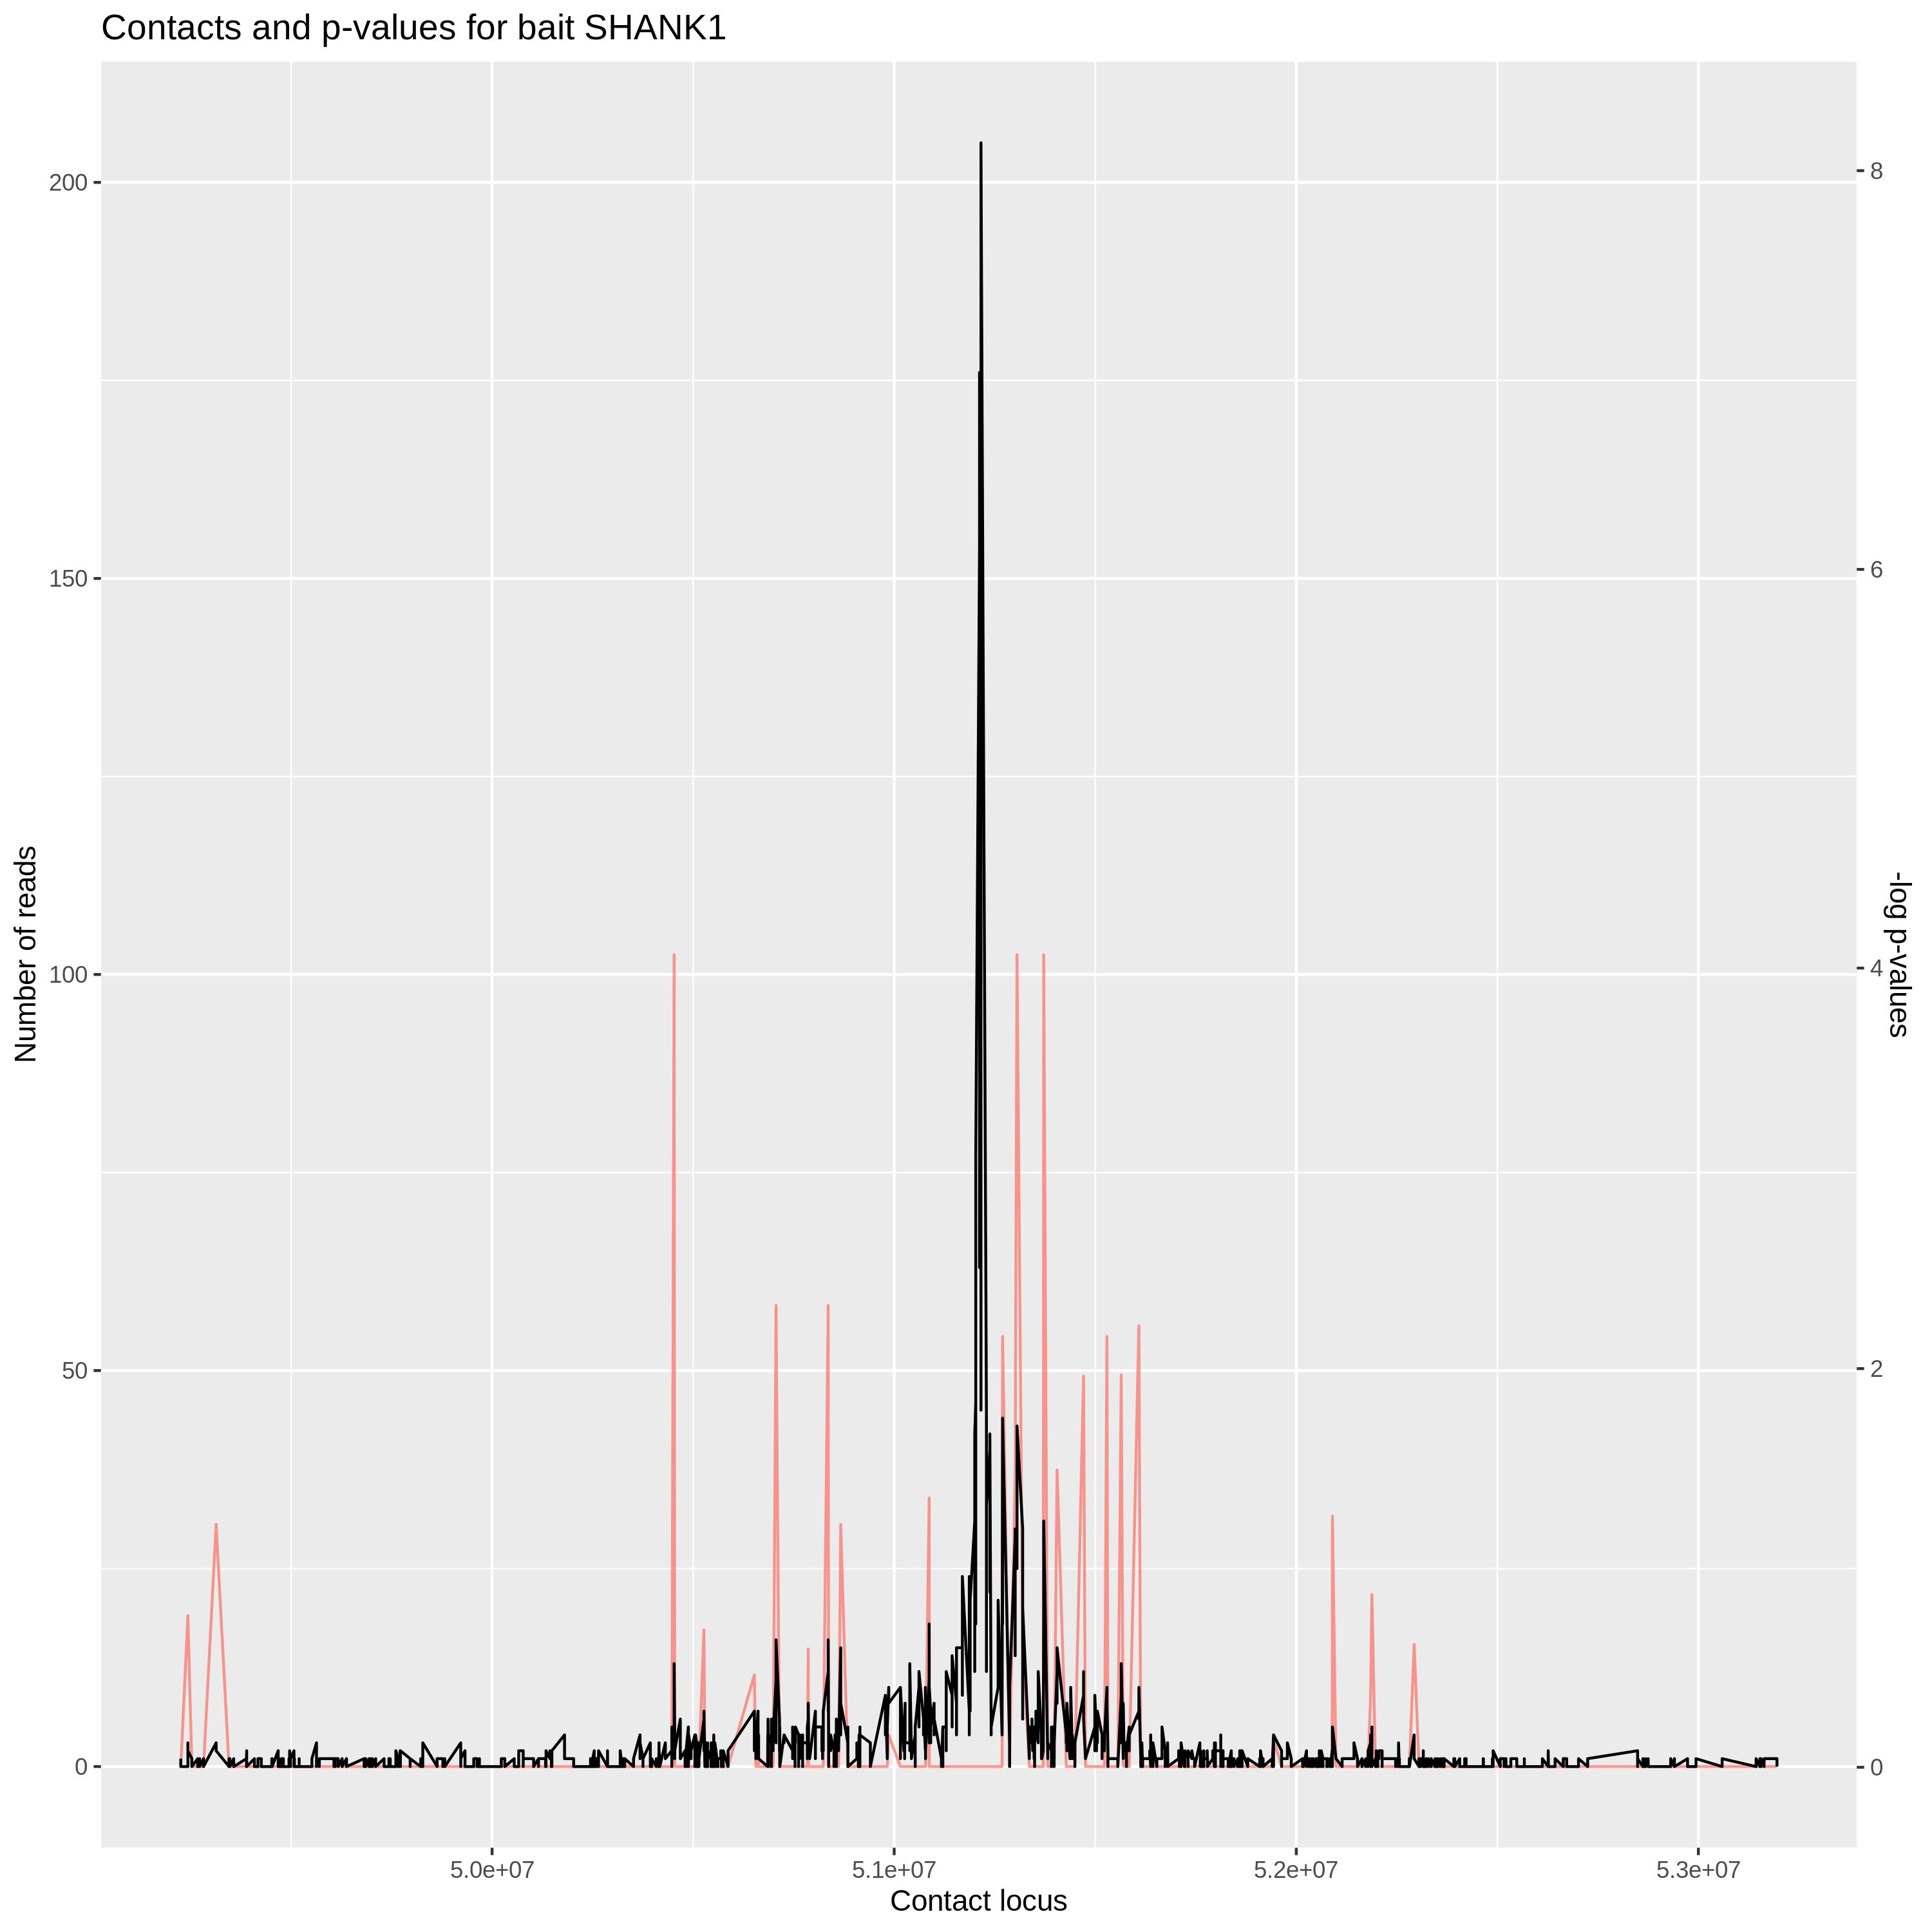 Contacts and p-values for bait SHANK1
200
150
100
50
0
Number of reads
8
6
4
2
0
-log p-values
5.0e+07
5.1e+07
5.2e+07
5.3e+07
Contact locus